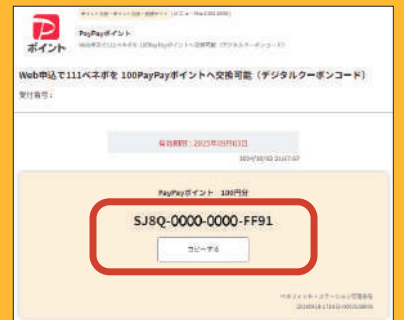 ポイント
PayPayポイント
Web申込で111ベネポを 100PayPayポイントへ交換可能（デジタルクーポンコード）
受付番号：
有効期限：2025年09月03日
PayPayポイント 100円分
SJ8Q-0000-0000-FF91
コピーする